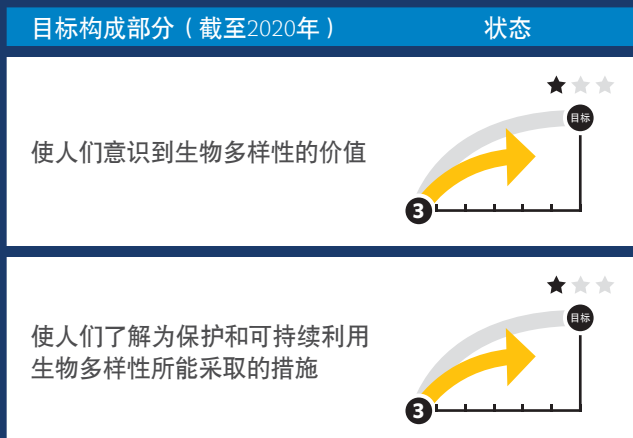 目标构成部分（截至2020年） 状态
目标
使人们意识到生物多样性的价值
3
目标
使人们了解为保护和可持续利用
生物多样性所能采取的措施
3